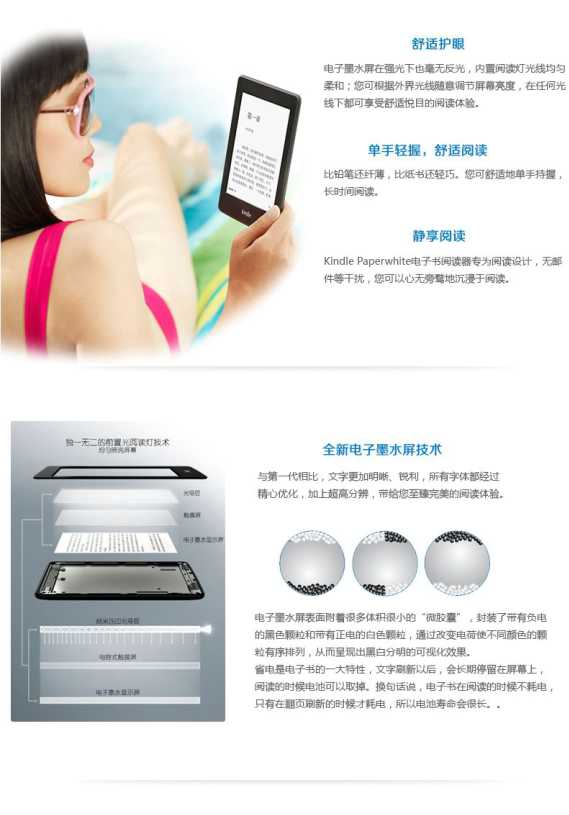 舒适护眼
电子墨水屏在强光下也毫无反光，内置阅读灯光线均匀
柔和；您可根据外界光线随意调节屏幕亮度，在任何光
线下都可享受舒适悦目的阅读体验。
单手轻握，舒适阅读
比铅笔还纤薄，比纸书还轻巧。您可舒适地单手持握，
长时间阅读。
静享阅读
Kindle Paperwhite电子书阅读器专为阅读设计，无邮
件等干扰，您可以心无旁骛地沉浸于阅读。
第一章
kindle
独一无二的前置光阅读灯技术
均匀照亮屏幕
光导层
触摸屏
电子墨水显示屏
纳米压凹光导层
电容式触摸屏
电子墨水显示屏
全新电子墨水屏技术
与第一代相比，文字更加明晰、锐利，所有字体都经过
精心优化，加上超高分辨，带给您至臻完美的阅读体验。
电子墨水屏表面附着很多体积很小的“微胶囊”，封装了带有负电
的黑色颗粒和带有正电的白色颗粒，通过改变电荷使不同颜色的颗
粒有序排列，从而呈现出黑白分明的可视化效果。
省电是电子书的一大特性，文字刷新以后，会长期停留在屏幕上，
阅读的时候电池可以取掉。换句话说，电子书在阅读的时候不耗电，
只有在翻页刷新的时候才耗电，所以电池寿命会很长。。